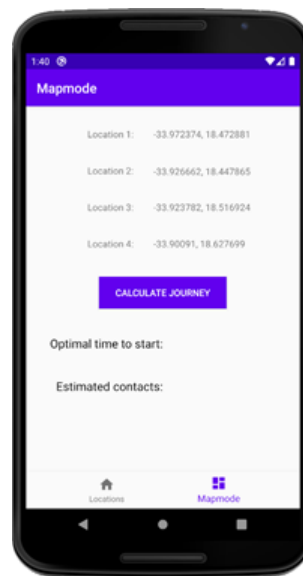 1:40
Mapmode
Location 1: -33.972374, 18.472881
Location 2: -33.926662, 18.447865
Location 3: -33.923782, 18.516924
Location 4: -33.90091, 18.627699
CALCULATE JOURNEY
Optimal time to start:
Estimated contacts:
Locations Mapmode